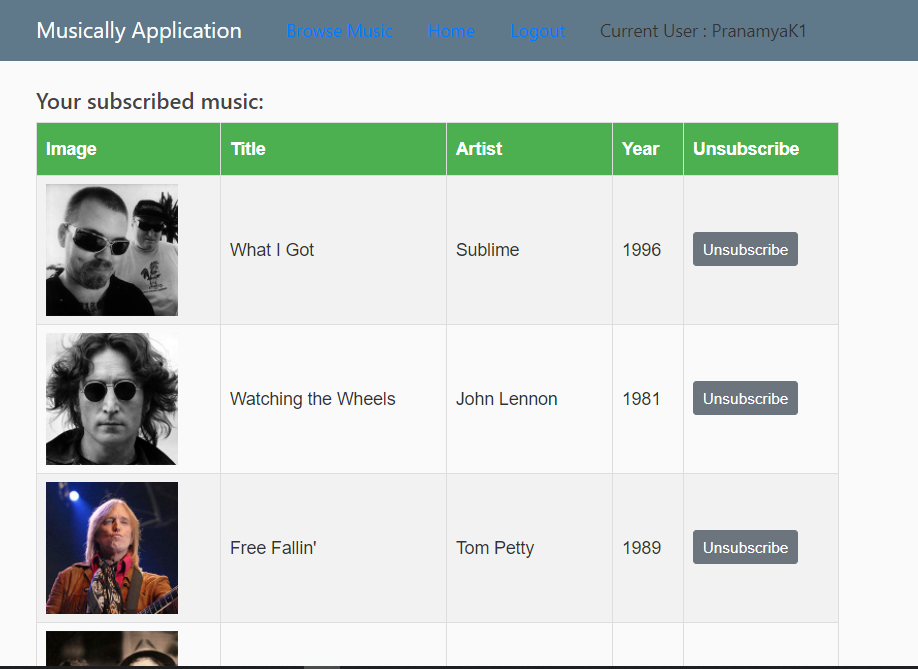 Musically Application Browse Music Home Logout Current User : PranamyaK1
Your subscribed music:
Image Title Artist Year Unsubscribe
What I Got Sublime 1996 Unsubscribe
Watching the Wheels John Lennon 1981 Unsubscribe
Free Fallin' Tom Petty 1989 Unsubscribe